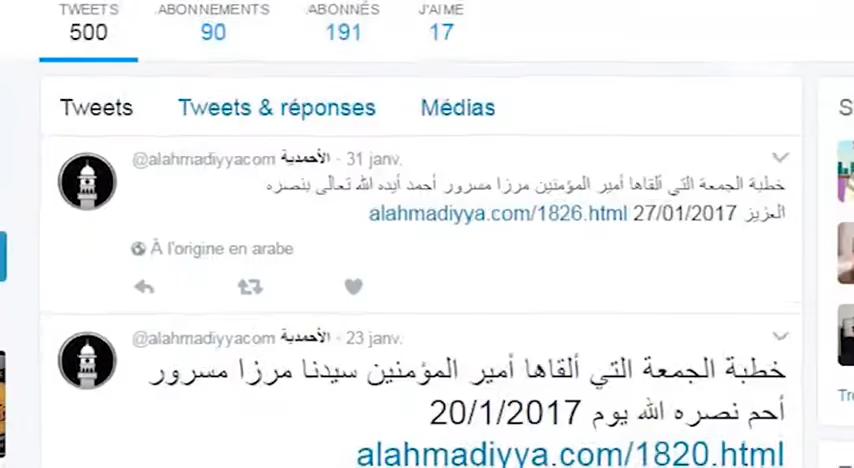 TWEETS ABONNEMENTS ABONNÉS J'AIME
500 90 191 17
Tweets Tweets & réponses Médias
@alahmadiyyacom الأحمدية · 31 janv.
خطبة الجمعة التي ألقاها أمير المؤمنين مرزا مسرور أحمد أيده الله تعالى بنصره
العزيز 27/01/2017 alahmadiyya.com/1826.html
À l'origine en arabe
@alahmadiyyacom الأحمدية · 23 janv.
خطبة الجمعة التي ألقاها أمير المؤمنين سيدنا مرزا مسرور
أحم نصره الله يوم 20/1/2017
alahmadiyya.com/1820.html